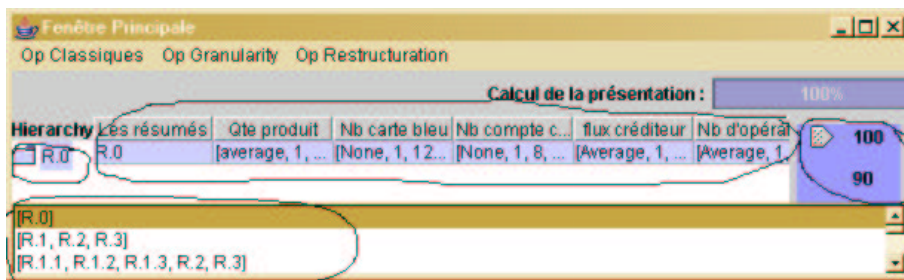 Fenêtre Principale
Op Classiques Op Granularity Op Restructuration
Calcul de la présentation : 100%
Hierarchy Les résumés Qte produit Nb carte bleu Nb compte c... flux créditeur Nb d'opérat
R.0 R.0 [average, 1, ... [None, 1, 12... [None, 1, 8, ... [Average, 1, ... [Average, 1,
100
90
[R.0]
[R.1, R.2, R.3]
[R.1.1, R.1.2, R.1.3, R.2, R.3]